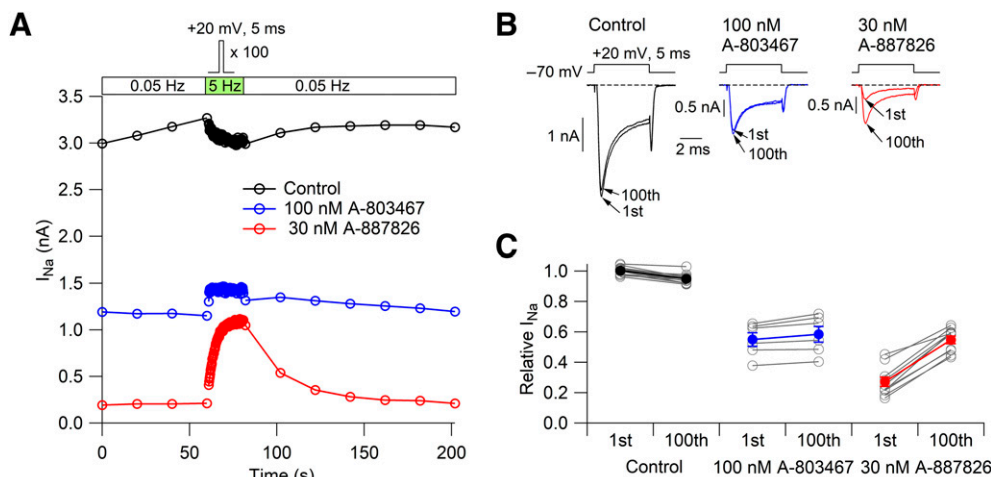 A
+20 mV, 5 ms
x 100
0.05 Hz
5 Hz
0.05 Hz
3.5
3.0
2.5
2.0
1.5
1.0
0.5
0.0
I Na (nA)
Control
100 nM A-803467
30 nM A-887826
0
50
100
150
200
Time (s)
B
Control
100 nM
A-803467
30 nM
A-887826
+20 mV, 5 ms
–70 mV
1 nA
100th
1st
0.5 nA
1st
100th
2 ms
0.5 nA
1st
100th
C
Relative I Na
1.0
0.8
0.6
0.4
0.2
0.0
1st 100th 1st 100th 1st 100th
Control 100 nM A-803467 30 nM A-887826